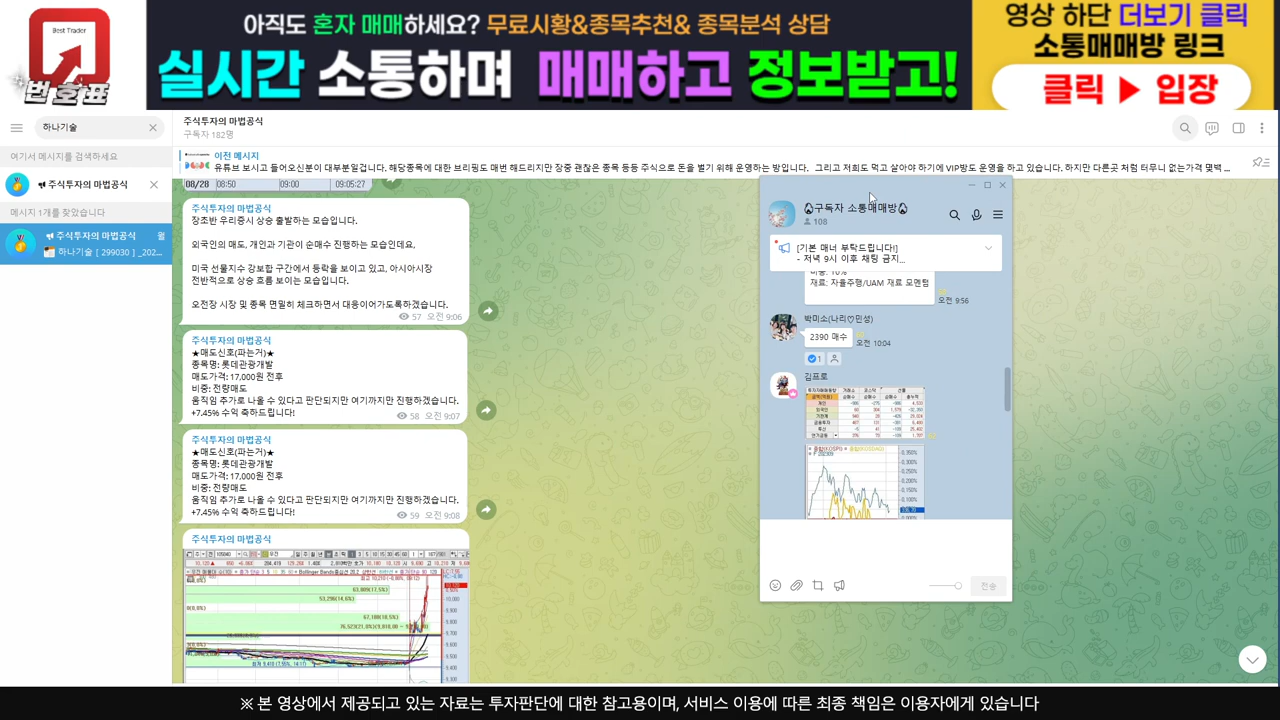 Best Trader
번호표
아직도 혼자 매매하세요? 무료시황&종목추천& 종목분석 상담
실시간 소통하며 매매하고 정보받고!
영상 하단 더보기 클릭
소통매매방 링크
클릭 ▶ 입장
하나기술
여기서 메시지를 검색하세요
주식투자의 마법공식
메시지 1개를 찾았습니다
주식투자의 마법공식
하나기술 [ 299030 ] _202...
주식투자의 마법공식
구독자 182명
이전 메시지
유튜브 보시고 들어오신분이 대부분일겁니다. 해당종목에 대한 브리핑도 매번 해드리지만 장중 괜찮은 종목 등등 주식으로 돈을 벌기 위해 운영하는 방입니다. 그리고 저희도 먹고 살아야 하기에 VIP방도 운영을 하고 있습니다. 하지만 다른곳 처럼 터무니 없는가격 몇백 ...
08/28 08:50 09:00 09:05:27
주식투자의 마법공식
장초반 우리증시 상승 출발하는 모습입니다.
외국인의 매도, 개인과 기관이 순매수 진행하는 모습인데요,
미국 선물지수 강보합 구간에서 등락을 보이고 있고, 아시아시장
전반적으로 상승 흐름 보이는 모습입니다.
오전장 시장 및 종목 면밀히 체크하면서 대응이어가도록하겠습니다.
57 오전 9:06
주식투자의 마법공식
★매도신호(파는거)★
종목명: 롯데관광개발
매도가격: 17,000원 전후
비중: 전량매도
움직임 추가로 나올 수 있다고 판단되지만 여기까지만 진행하겠습니다.
+7.45% 수익 축하드립니다!
58 오전 9:07
주식투자의 마법공식
★매도신호(파는거)★
종목명: 롯데관광개발
매도가격: 17,000원 전후
비중: 전량매도
움직임 추가로 나올 수 있다고 판단되지만 여기까지만 진행하겠습니다.
+7.45% 수익 축하드립니다!
59 오전 9:08
주식투자의 마법공식
구독자 소통매매방
108
[기본 매너 부탁드립니다!]
- 저녁 9시 이후 채팅 금지...
비중: 10%
재료: 자율주행/UAM 재료 모멘텀
오전 9:56
박미소(나리♡민성)
2390 매수
오전 10:04
1
김프로
전송
※ 본 영상에서 제공되고 있는 자료는 투자판단에 대한 참고용이며, 서비스 이용에 따른 최종 책임은 이용자에게 있습니다